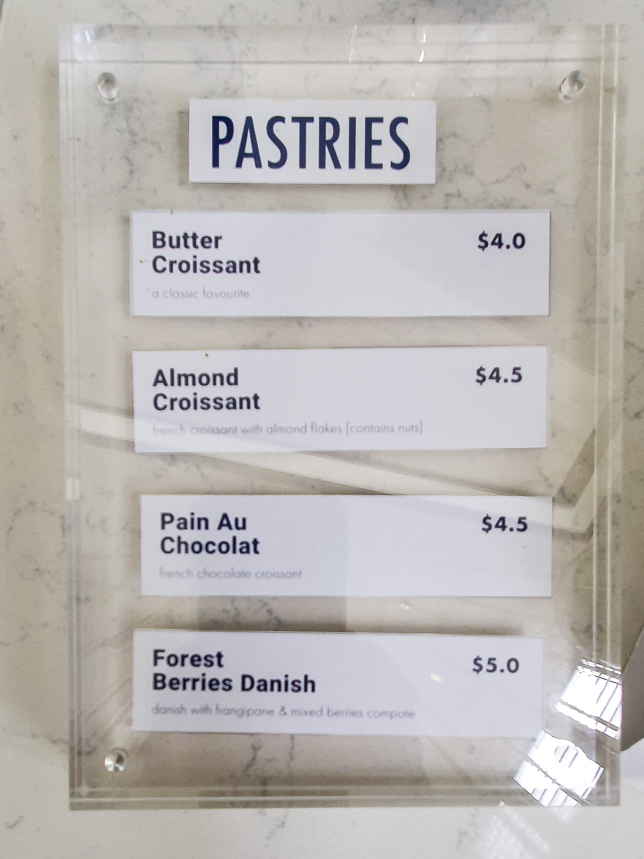 PASTRIES
Butter
Croissant
$4.0
a classic favourite
Almond
Croissant
$4.5
french croissant with almond flakes [contains nuts]
Pain Au
Chocolat
$4.5
french chocolate croissant
Forest
Berries Danish
$5.0
danish with frangipane & mixed berries compote